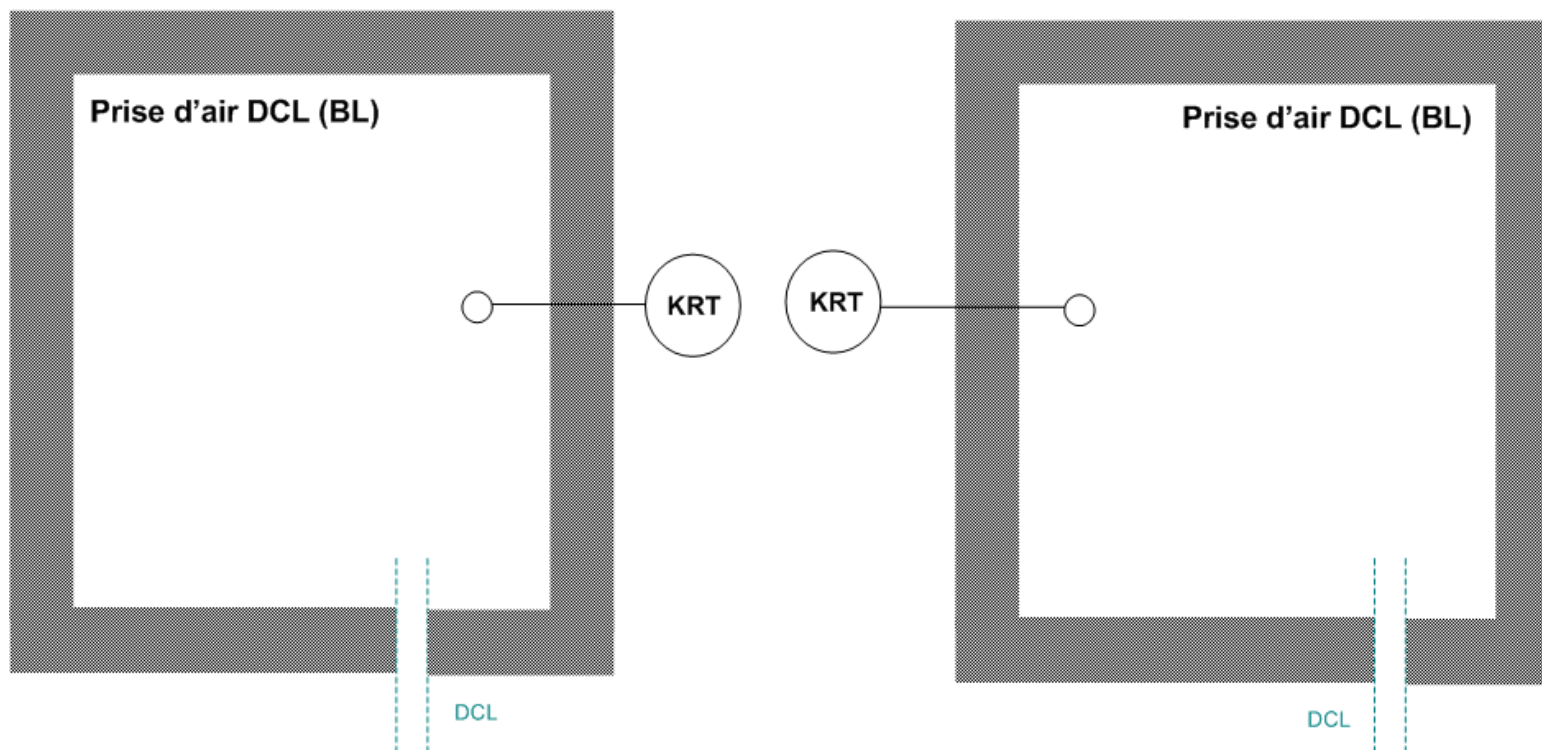 Prise d’air DCL (BL)
Prise d’air DCL (BL)
KRT
KRT
DCL
DCL